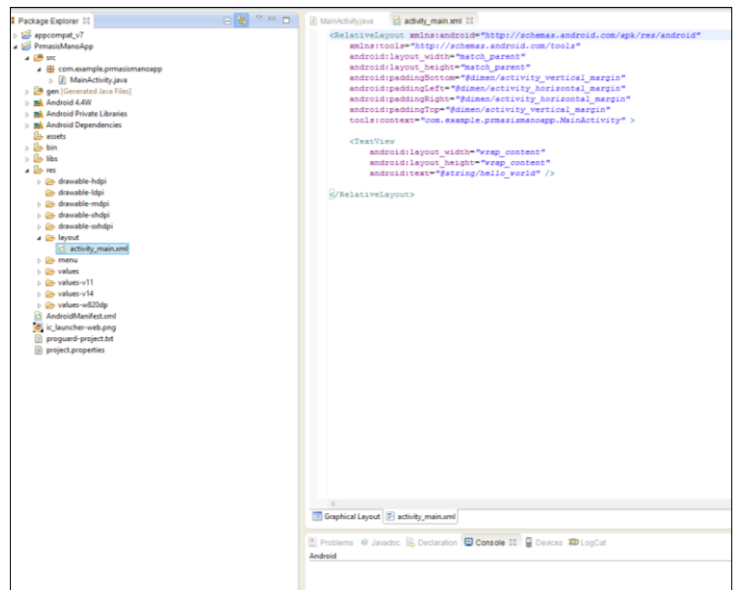 Package Explorer
appcompat_v7
PrmasisManoApp
src
com.example.prmasismanoapp
MainActivity.java
gen [Generated Java Files]
Android 4.4W
Android Private Libraries
Android Dependencies
assets
bin
libs
res
drawable-hdpi
drawable-ldpi
drawable-mdpi
drawable-xhdpi
drawable-xxhdpi
layout
activity_main.xml
menu
values
values-v11
values-v14
values-w820dp
AndroidManifest.xml
ic_launcher-web.png
proguard-project.txt
project.properties
MainActivity.java activity_main.xml
<RelativeLayout xmlns:android="http://schemas.android.com/apk/res/android"
xmlns:tools="http://schemas.android.com/tools"
android:layout_width="match_parent"
android:layout_height="match_parent"
android:paddingBottom="@dimen/activity_vertical_margin"
android:paddingLeft="@dimen/activity_horizontal_margin"
android:paddingRight="@dimen/activity_horizontal_margin"
android:paddingTop="@dimen/activity_vertical_margin"
tools:context="com.example.prmasismanoapp.MainActivity" >
<TextView
android:layout_width="wrap_content"
android:layout_height="wrap_content"
android:text="@string/hello_world" />
</RelativeLayout>
Graphical Layout activity_main.xml
Problems @ Javadoc Declaration Console Devices LogCat
Android